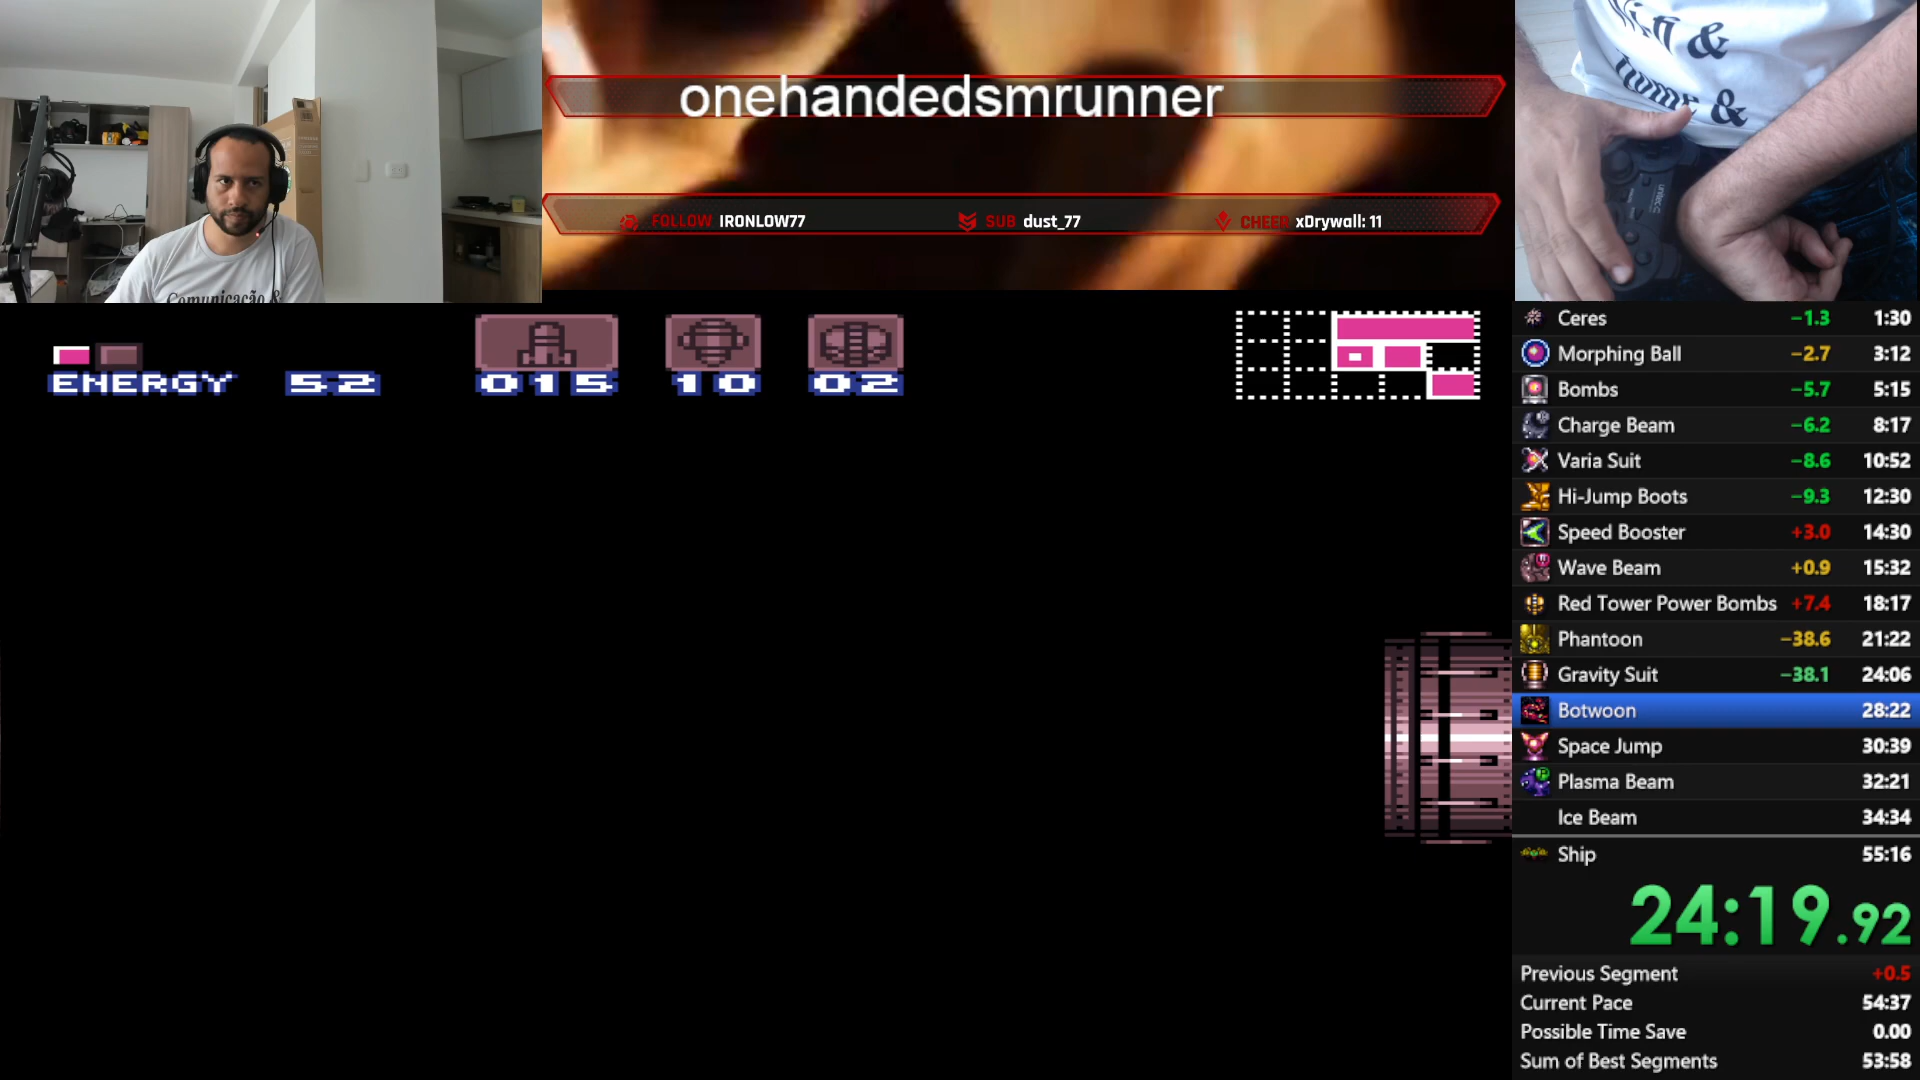 onehandedsmrunner
FOLLOW IRONLOW77 SUB dust_77 CHEER xDrywall: 11
&
&
Comunicação &
ENERGY 52 015 10 02
Ceres −1.3 1:30
Morphing Ball −2.7 3:12
Bombs −5.7 5:15
Charge Beam −6.2 8:17
Varia Suit −8.6 10:52
Hi-Jump Boots −9.3 12:30
Speed Booster +3.0 14:30
Wave Beam +0.9 15:32
Red Tower Power Bombs +7.4 18:17
Phantoon −38.6 21:22
Gravity Suit −38.1 24:06
Botwoon 28:22
Space Jump 30:39
Plasma Beam 32:21
Ice Beam 34:34
Ship 55:16
24:19.92
Previous Segment +0.5
Current Pace 54:37
Possible Time Save 0.00
Sum of Best Segments 53:58